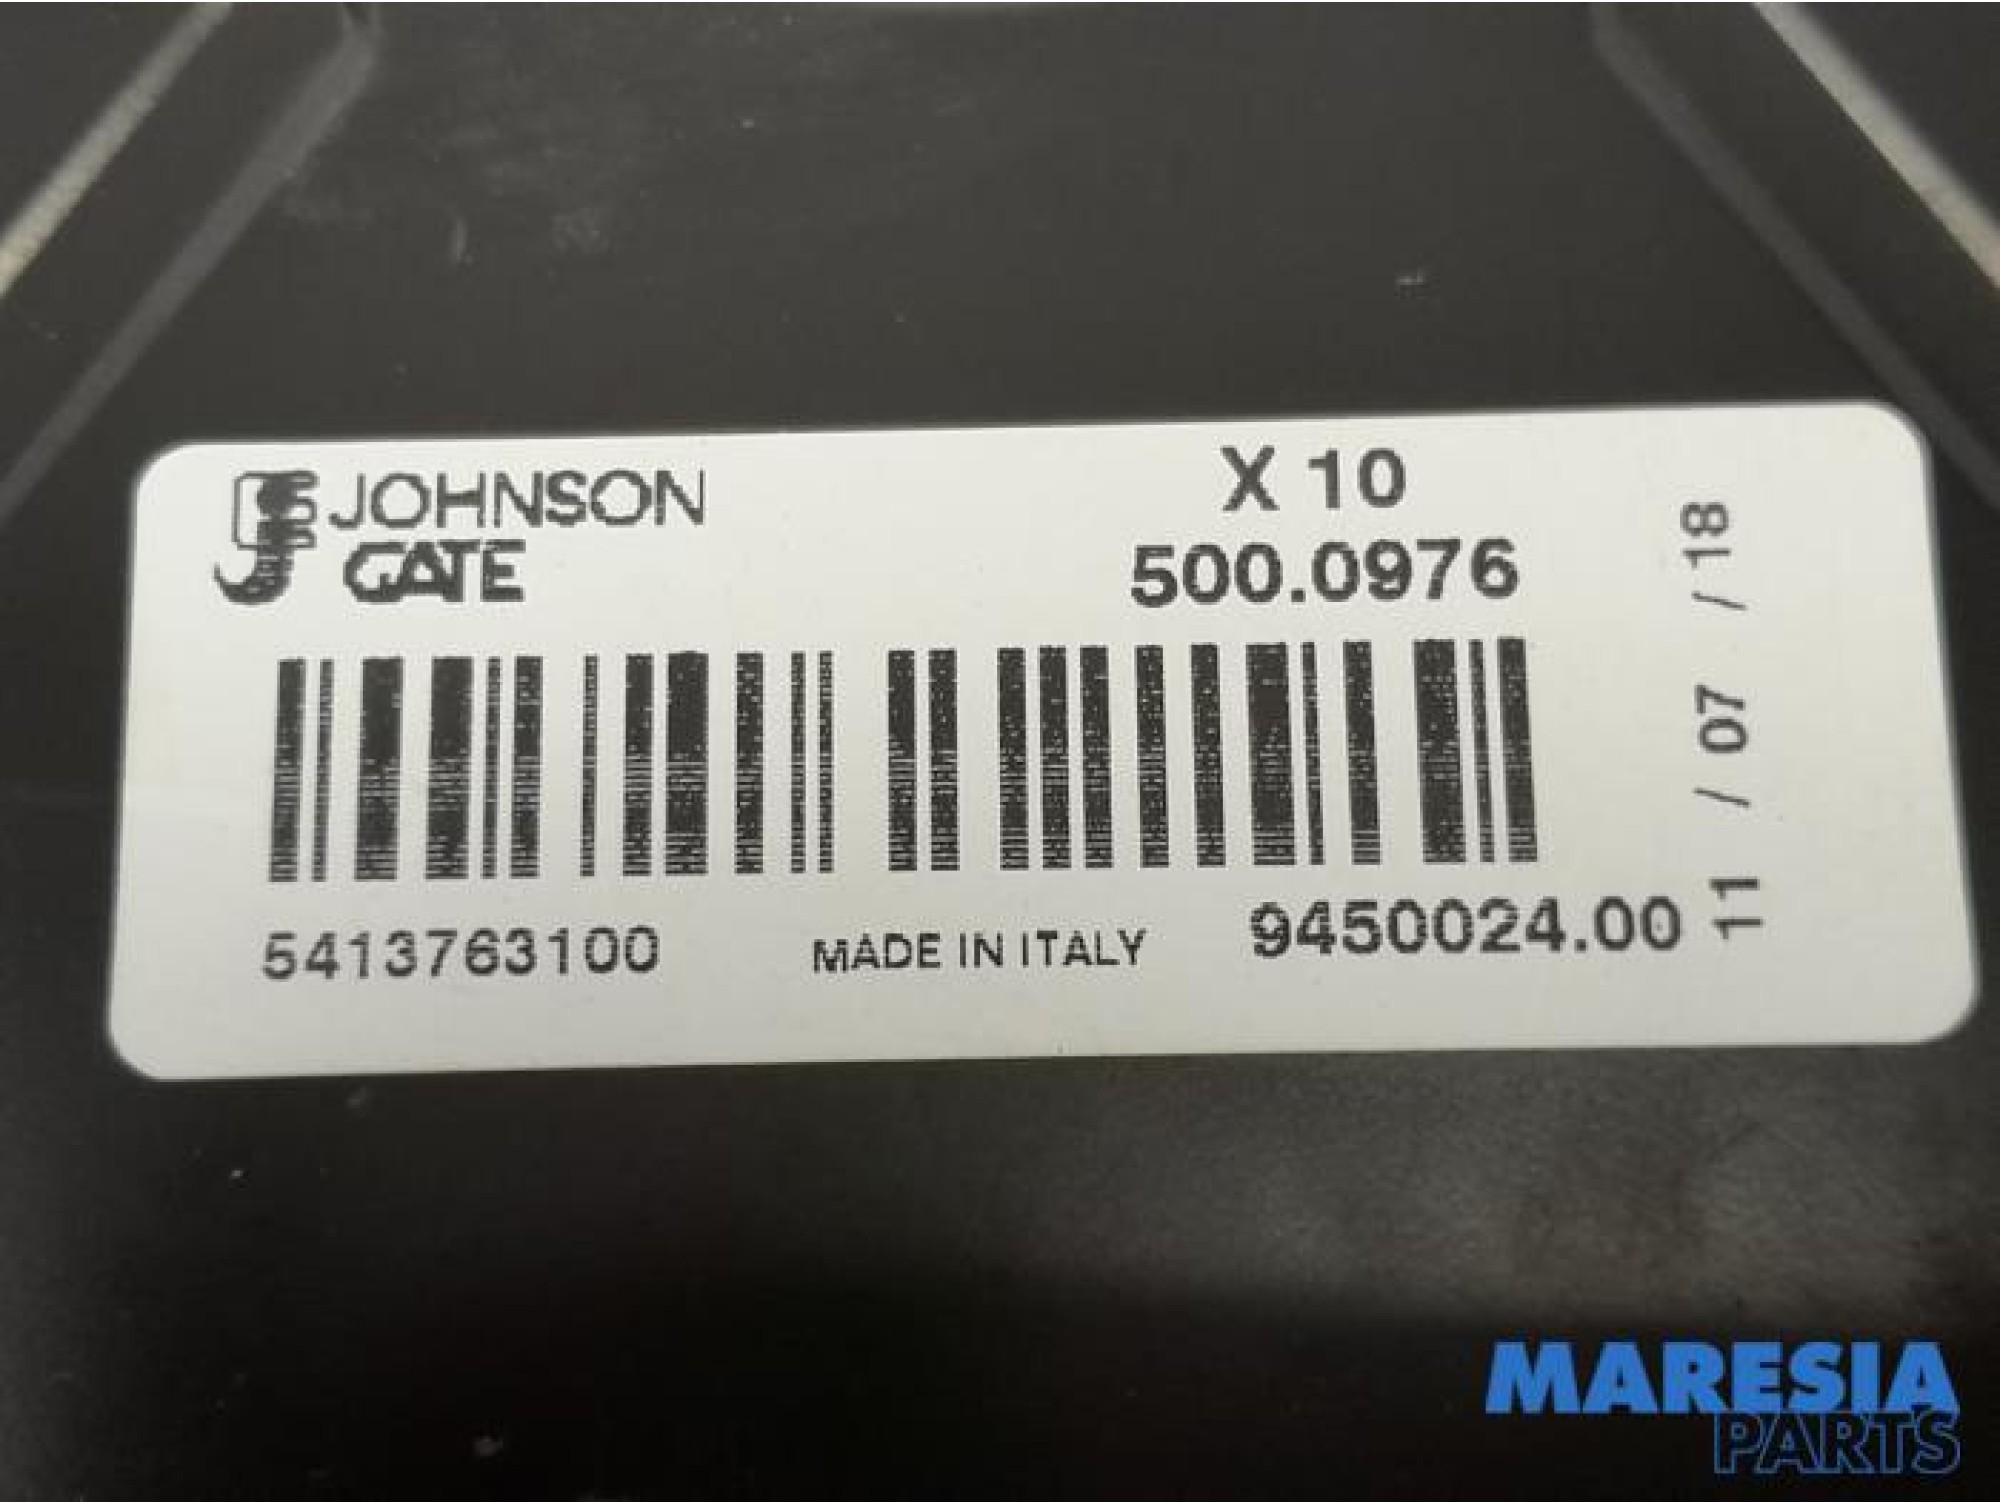 JOHNSON
GATE
X 10
500.0976
5413763100
MADE IN ITALY
9450024.00
11 / 07 / 18
MARESIA
PARTS